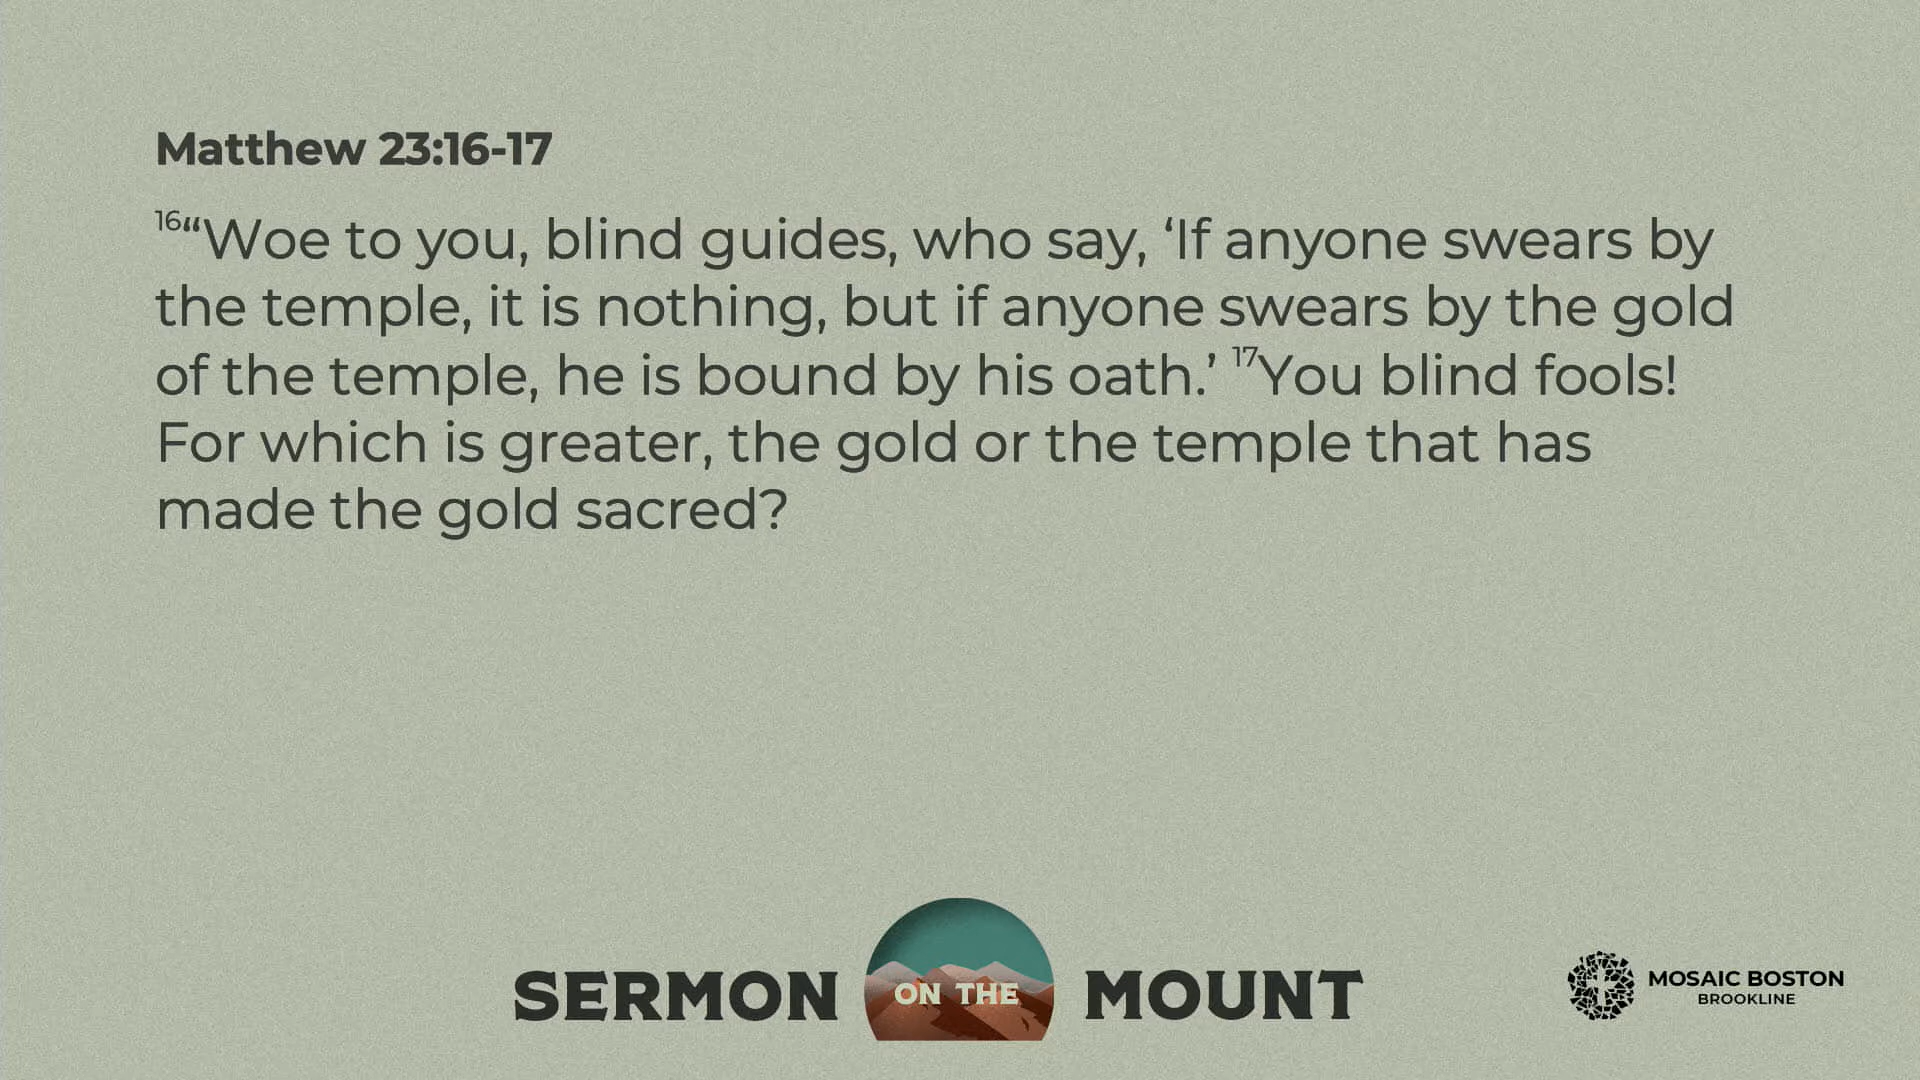 Matthew 23:16-17
16“Woe to you, blind guides, who say, ‘If anyone swears by
the temple, it is nothing, but if anyone swears by the gold
of the temple, he is bound by his oath.’ 17You blind fools!
For which is greater, the gold or the temple that has
made the gold sacred?
SERMON ON THE MOUNT
MOSAIC BOSTON
BROOKLINE